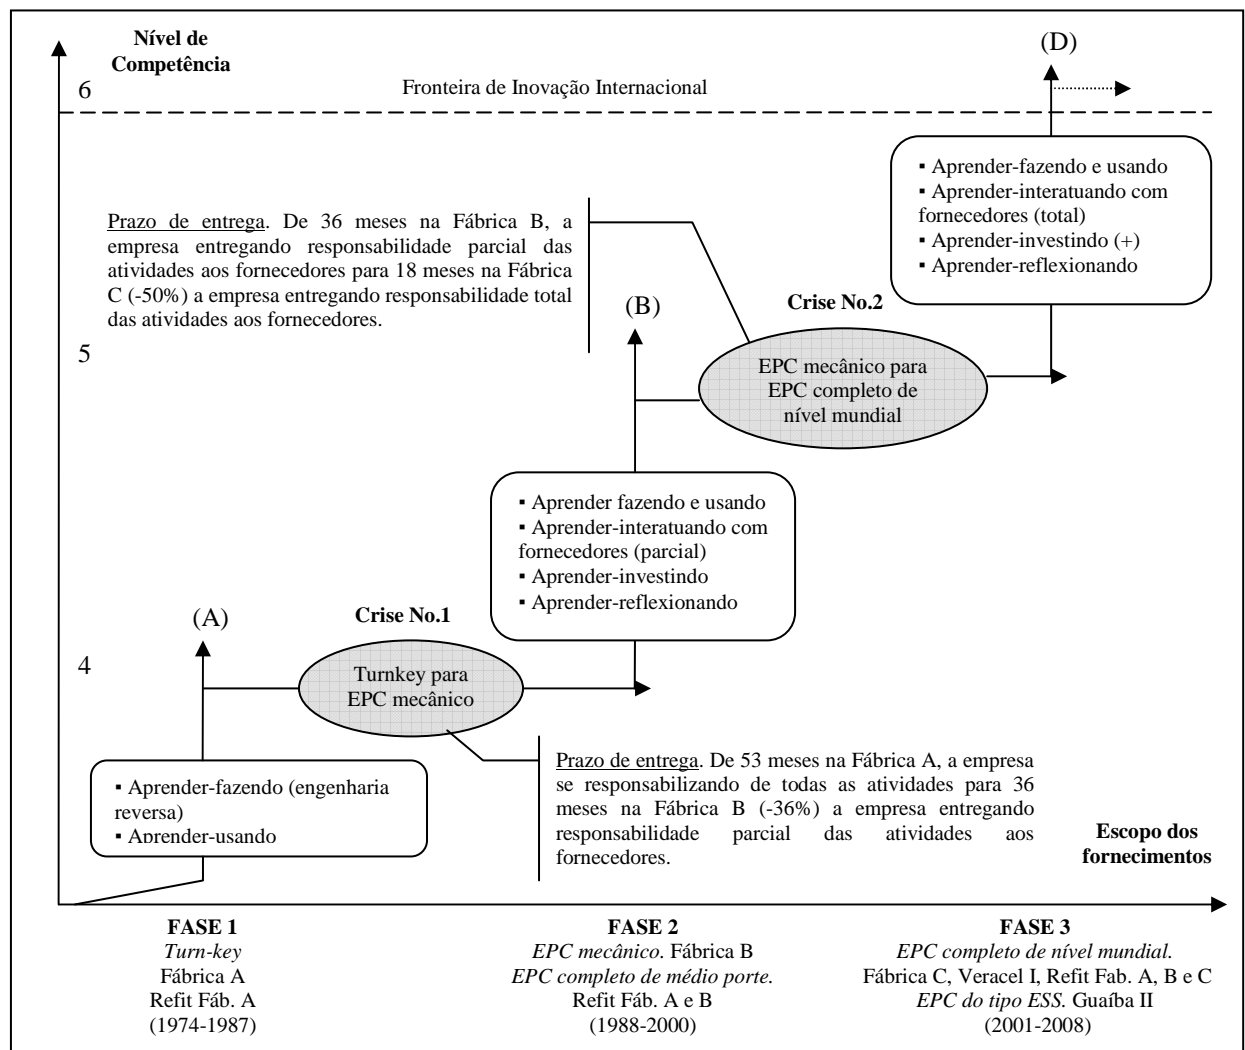 Nível de
Competência
(D)
6
Fronteira de Inovação Internacional
▪ Aprender-fazendo e usando
▪ Aprender-interatuando com
fornecedores (total)
▪ Aprender-investindo (+)
▪ Aprender-reflexionando
Prazo de entrega. De 36 meses na Fábrica B, a
empresa entregando responsabilidade parcial das
atividades aos fornecedores para 18 meses na Fábrica
C (-50%) a empresa entregando responsabilidade total
das atividades aos fornecedores.
(B)
Crise No.2
5
EPC mecânico para
EPC completo de
nível mundial
▪ Aprender fazendo e usando
▪ Aprender-interatuando com
fornecedores (parcial)
▪ Aprender-investindo
▪ Aprender-reflexionando
(A)
Crise No.1
4
Turnkey para
EPC mecânico
▪ Aprender-fazendo (engenharia
reversa)
▪ Aprender-usando
Prazo de entrega. De 53 meses na Fábrica A, a empresa
se responsabilizando de todas as atividades para 36
meses na Fábrica B (-36%) a empresa entregando
responsabilidade parcial das atividades aos
fornecedores.
Escopo dos
fornecimentos
FASE 1
Turn-key
Fábrica A
Refit Fáb. A
(1974-1987)
FASE 2
EPC mecânico. Fábrica B
EPC completo de médio porte.
Refit Fáb. A e B
(1988-2000)
FASE 3
EPC completo de nível mundial.
Fábrica C, Veracel I, Refit Fab. A, B e C
EPC do tipo ESS. Guaíba II
(2001-2008)